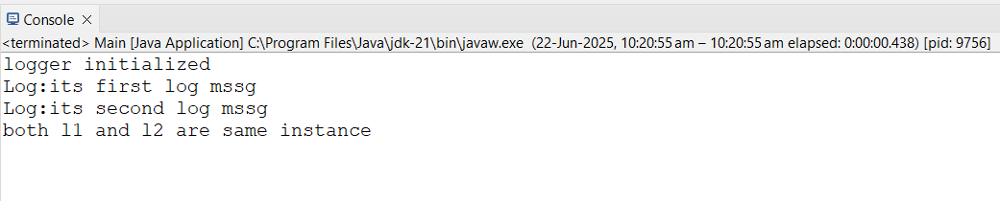 Console
<terminated> Main [Java Application] C:\Program Files\Java\jdk-21\bin\javaw.exe (22-Jun-2025, 10:20:55 am – 10:20:55 am elapsed: 0:00:00.438) [pid: 9756]
logger initialized
Log:its first log mssg
Log:its second log mssg
both l1 and l2 are same instance